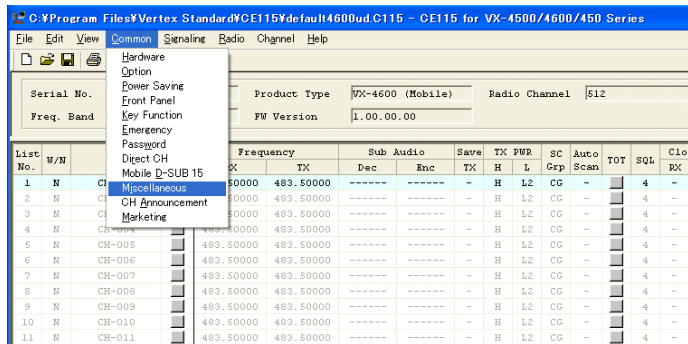 C:¥Program Files¥Vertex Standard¥CE115¥default4600ud.C115 - CE115 for VX-4500/4600/450 Series
File Edit View Common Signaling Radio Channel Help
Hardware
Option
Power Saving
Front Panel
Key Function
Emergency
Password
Direct CH
Mobile D-SUB 15
Miscellaneous
CH Announcement
Marketing
Serial No. Product Type VX-4600 (Mobile) Radio Channel 512
Freq. Band FW Version 1.00.00.00
List No. W/N Frequency Sub Audio Save TX PWR SC Grp Auto Scan TOT SQL Clo
TX Dec Enc TX H L RX
1 N 50000 483.50000 ------ ------ - H L2 CG - 4 -
2 N 50000 483.50000 ------ ------ - H L2 CG - 4 -
3 N 50000 483.50000 ------ ------ - H L2 CG - 4 -
4 N CH-004 483.50000 483.50000 ------ ------ - H L2 CG - 4 -
5 N CH-005 483.50000 483.50000 ------ ------ - H L2 CG - 4 -
6 N CH-006 483.50000 483.50000 ------ ------ - H L2 CG - 4 -
7 N CH-007 483.50000 483.50000 ------ ------ - H L2 CG - 4 -
8 N CH-008 483.50000 483.50000 ------ ------ - H L2 CG - 4 -
9 N CH-009 483.50000 483.50000 ------ ------ - H L2 CG - 4 -
10 N CH-010 483.50000 483.50000 ------ ------ - H L2 CG - 4 -
11 N CH-011 483.50000 483.50000 ------ ------ - H L2 CG - 4 -